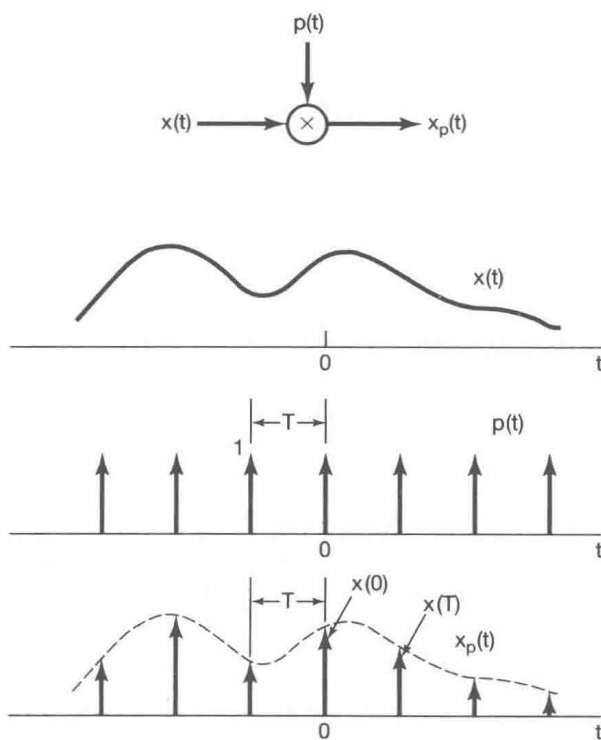 p(t)
x(t) × x_p(t)
x(t)
0 t
T p(t)
1
0 t
x(0)
T x(T)
x_p(t)
0 t